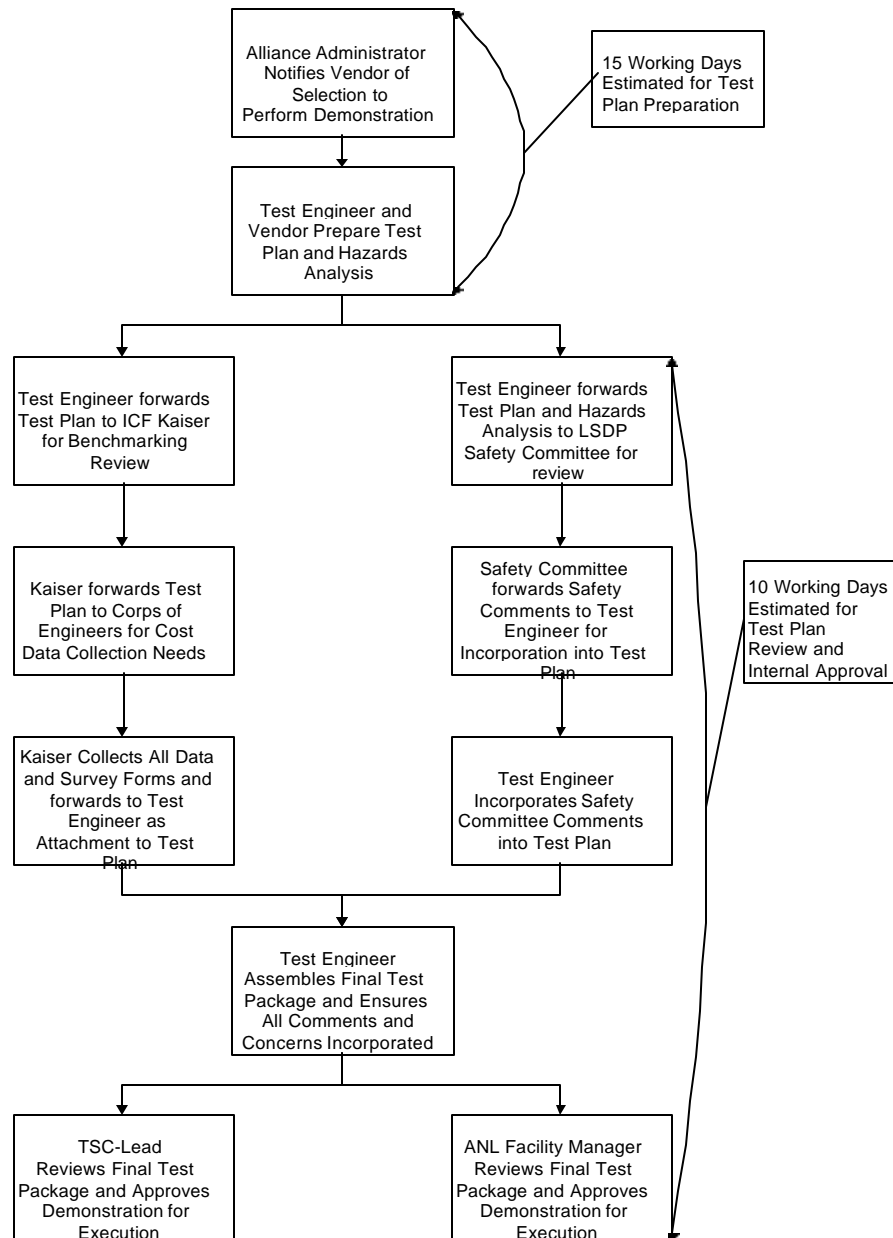 Alliance Administrator
Notifies Vendor of
Selection to
Perform Demonstration
15 Working Days
Estimated for Test
Plan Preparation
Test Engineer and
Vendor Prepare Test
Plan and Hazards
Analysis
Test Engineer forwards
Test Plan to ICF Kaiser
for Benchmarking
Review
Test Engineer forwards
Test Plan and Hazards
Analysis to LSDP
Safety Committee for
review
Kaiser forwards Test
Plan to Corps of
Engineers for Cost
Data Collection Needs
Safety Committee
forwards Safety
Comments to Test
Engineer for
Incorporation into Test
Plan
10 Working Days
Estimated for
Test Plan
Review and
Internal Approval
Kaiser Collects All Data
and Survey Forms and
forwards to Test
Engineer as
Attachment to Test
Plan
Test Engineer
Incorporates Safety
Committee Comments
into Test Plan
Test Engineer
Assembles Final Test
Package and Ensures
All Comments and
Concerns Incorporated
TSC-Lead
Reviews Final Test
Package and Approves
Demonstration for
Execution
ANL Facility Manager
Reviews Final Test
Package and Approves
Demonstration for
Execution